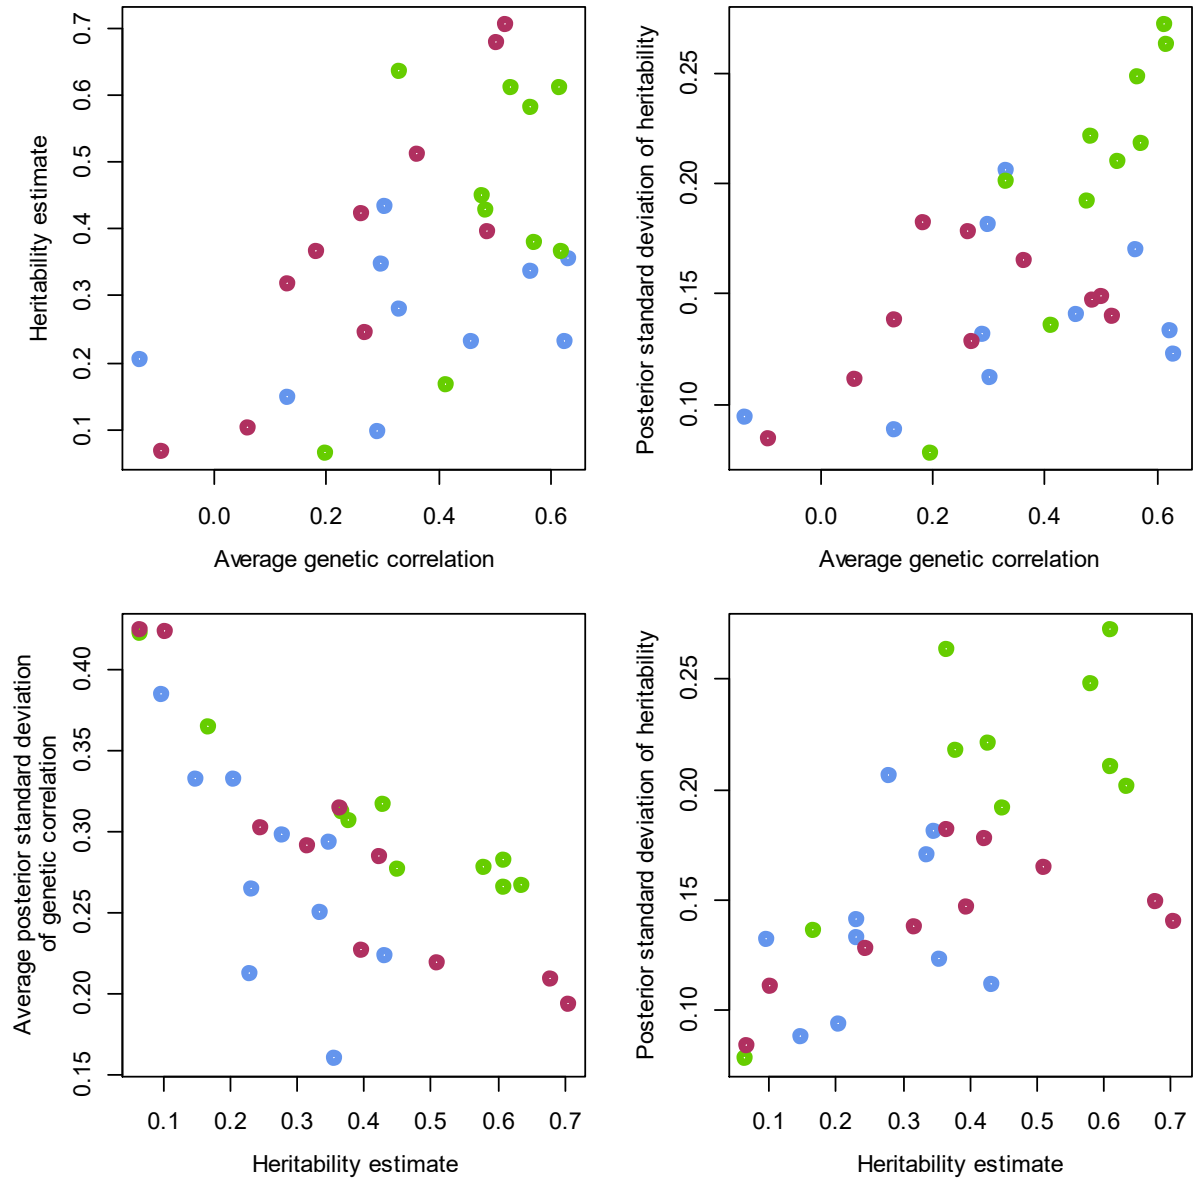 Heritability estimate
0.7
0.6
0.5
0.4
0.3
0.2
0.1
0.0 0.2 0.4 0.6
Average genetic correlation
Posterior standard deviation of heritability
0.25
0.20
0.15
0.10
0.0 0.2 0.4 0.6
Average genetic correlation
Average posterior standard deviation
of genetic correlation
0.40
0.35
0.30
0.25
0.20
0.15
0.1 0.2 0.3 0.4 0.5 0.6 0.7
Heritability estimate
Posterior standard deviation of heritability
0.25
0.20
0.15
0.10
0.1 0.2 0.3 0.4 0.5 0.6 0.7
Heritability estimate